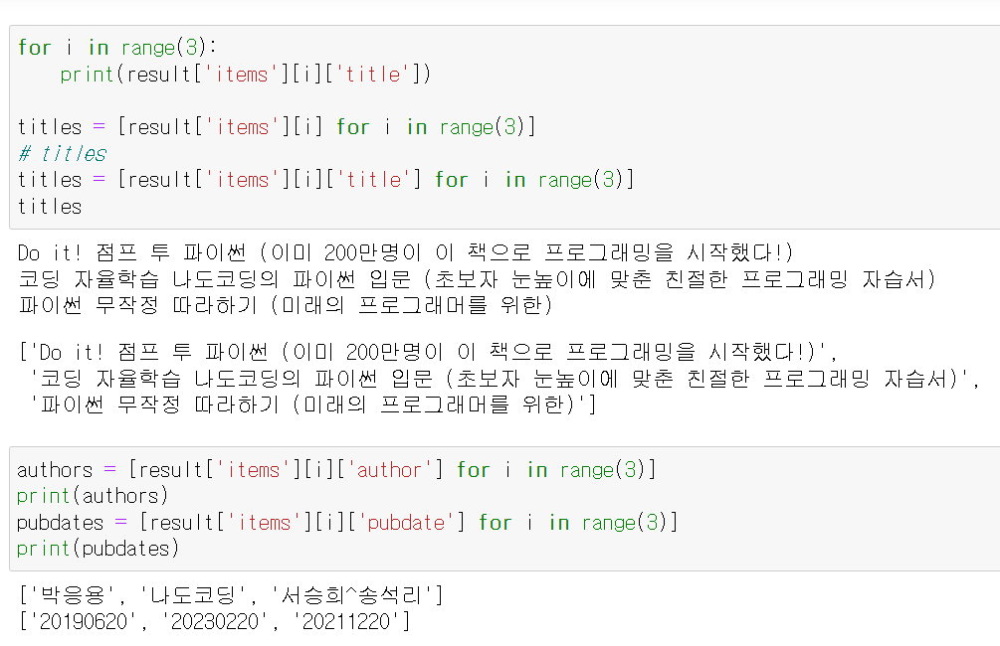 for i in range(3):
    print(result['items'][i]['title'])
titles = [result['items'][i] for i in range(3)]
# titles
titles = [result['items'][i]['title'] for i in range(3)]
titles
Do it! 점프 투 파이썬 (이미 200만명이 이 책으로 프로그래밍을 시작했다!)
코딩 자율학습 나도코딩의 파이썬 입문 (초보자 눈높이에 맞춘 친절한 프로그래밍 자습서)
파이썬 무작정 따라하기 (미래의 프로그래머를 위한)
['Do it! 점프 투 파이썬 (이미 200만명이 이 책으로 프로그래밍을 시작했다!)',
 '코딩 자율학습 나도코딩의 파이썬 입문 (초보자 눈높이에 맞춘 친절한 프로그래밍 자습서)',
 '파이썬 무작정 따라하기 (미래의 프로그래머를 위한)']
authors = [result['items'][i]['author'] for i in range(3)]
print(authors)
pubdates = [result['items'][i]['pubdate'] for i in range(3)]
print(pubdates)
['박응용', '나도코딩', '서승희^송석리']
['20190620', '20230220', '20211220']